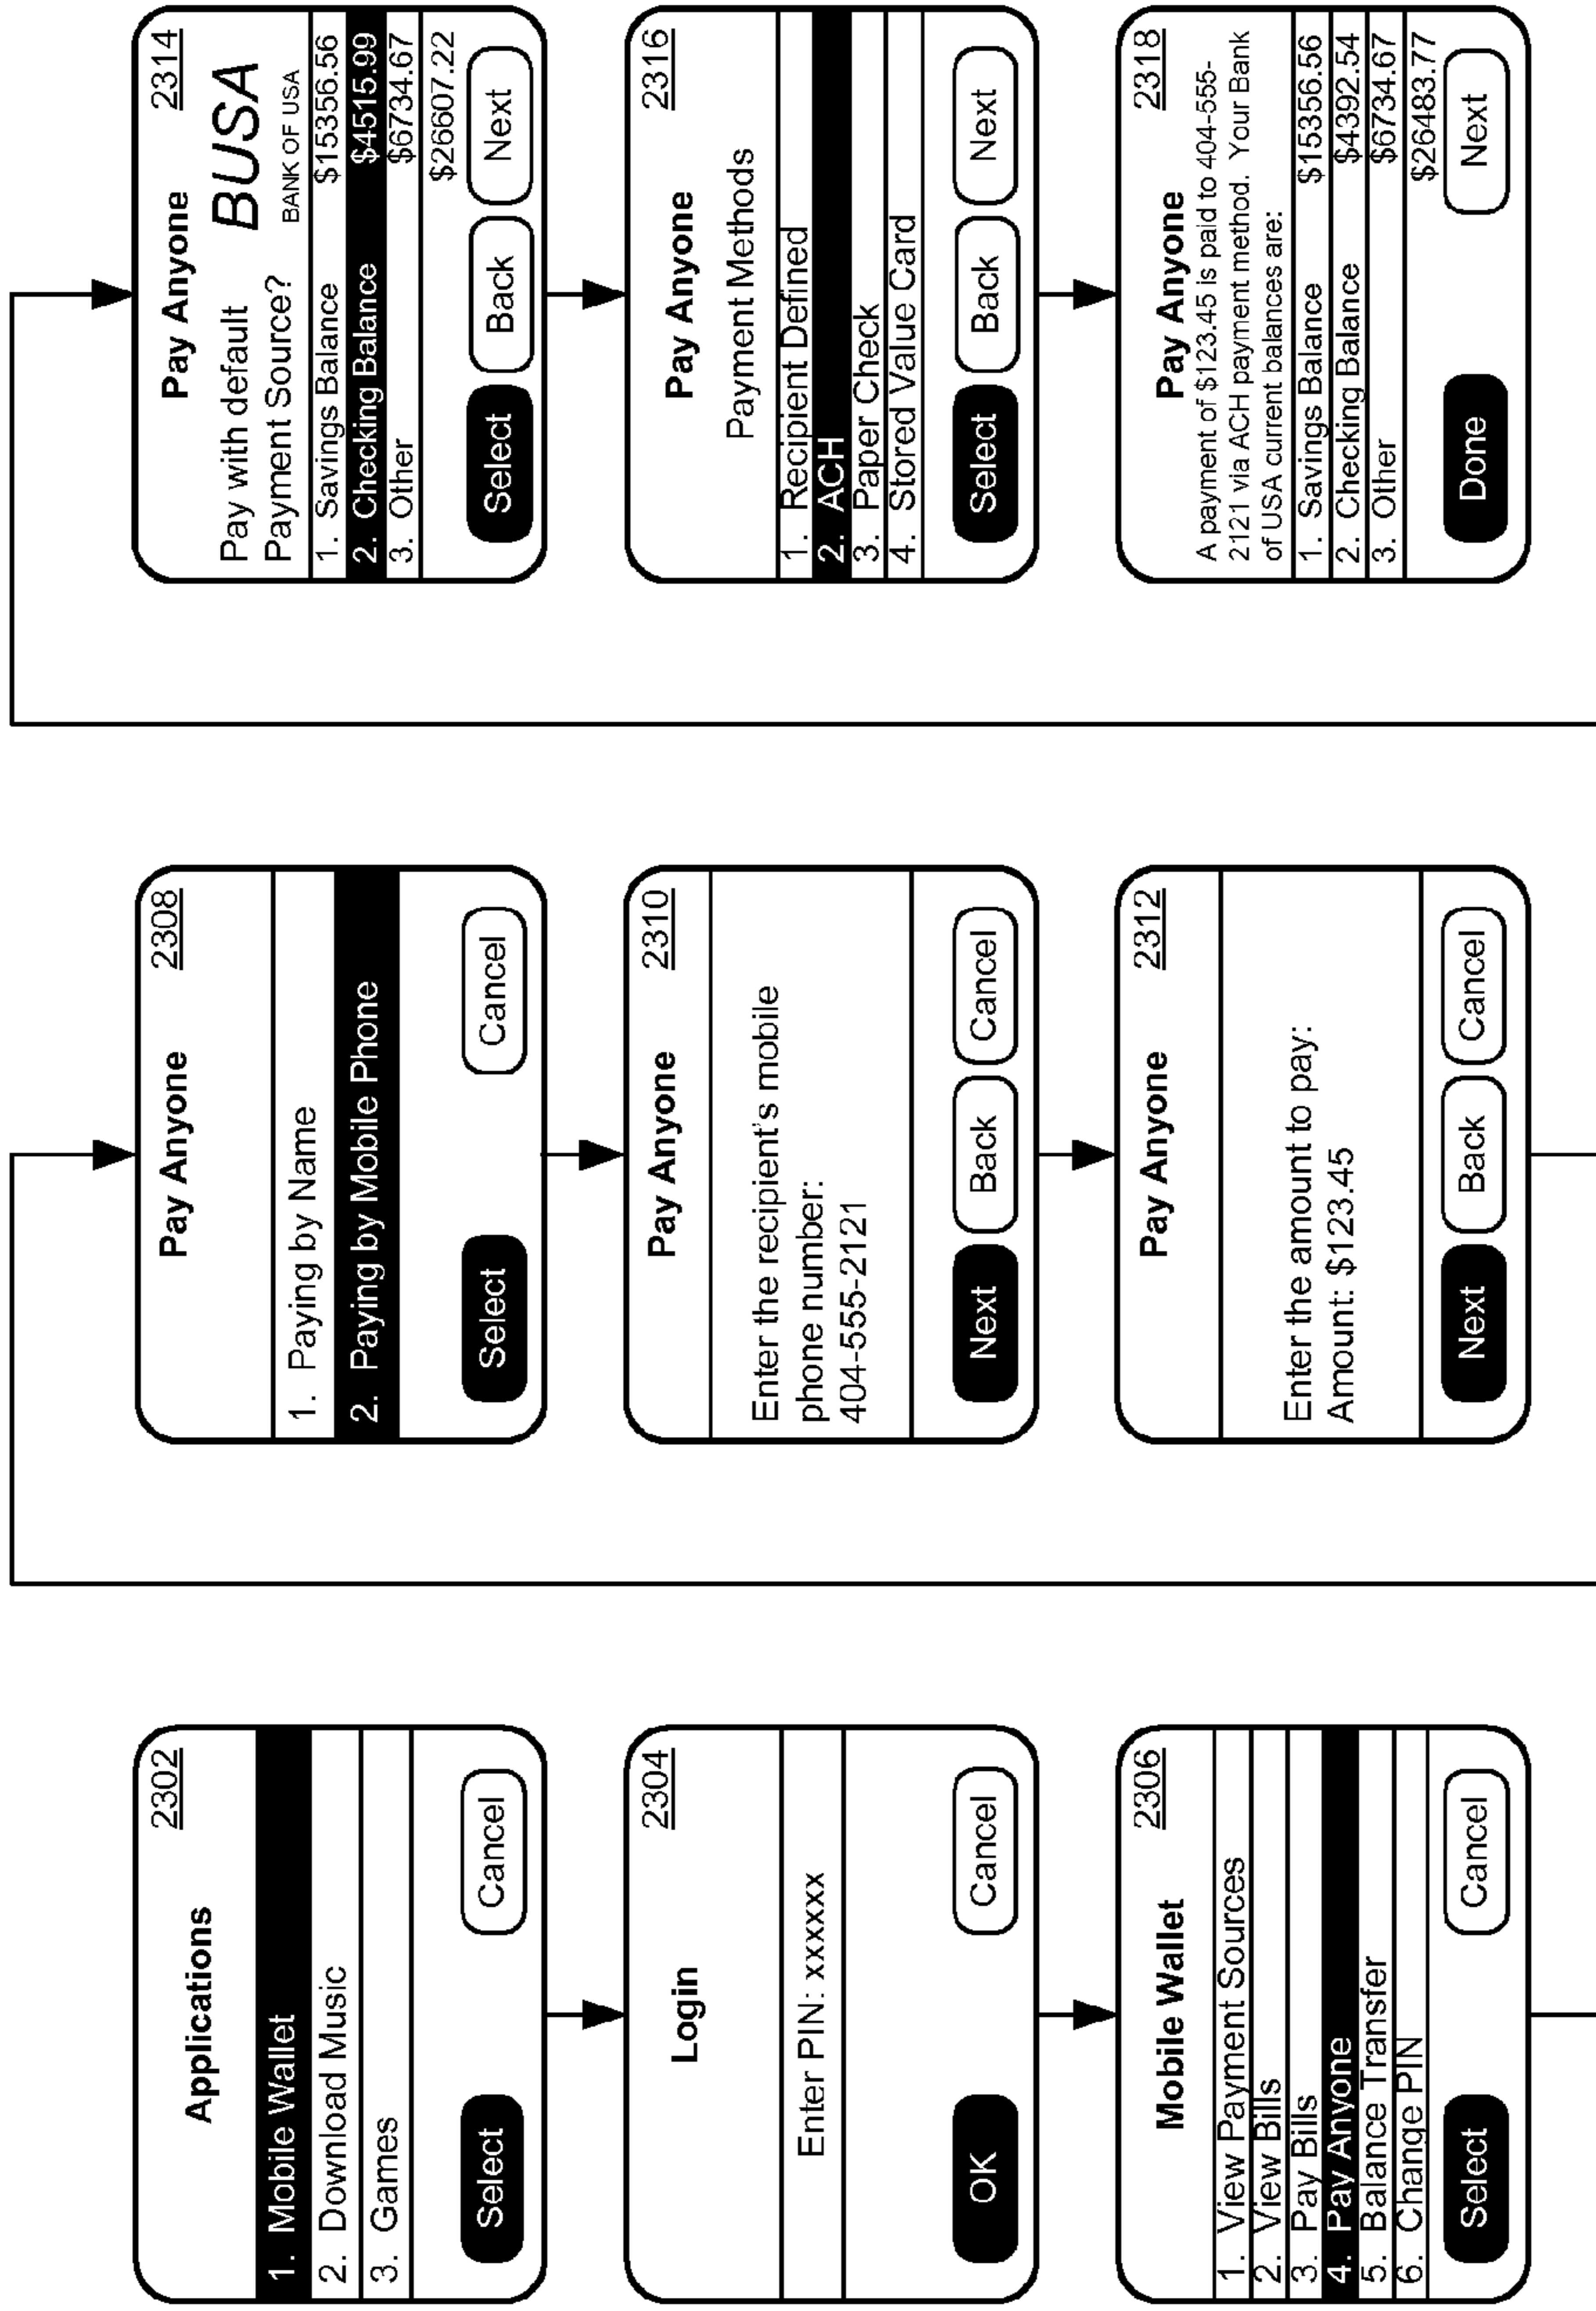 2302
Applications
1. Mobile Wallet
2. Download Music
3. Games
Select Cancel
2304
Login
Enter PIN: xxxxxx
OK Cancel
2306
Mobile Wallet
1. View Payment Sources
2. View Bills
3. Pay Bills
4. Pay Anyone
5. Balance Transfer
6. Change PIN
Select Cancel
2308
Pay Anyone
1. Paying by Name
2. Paying by Mobile Phone
Select Cancel
2310
Pay Anyone
Enter the recipient's mobile
phone number:
404-555-2121
Next Back Cancel
2312
Pay Anyone
Enter the amount to pay:
Amount: $123.45
Next Back Cancel
2314
Pay Anyone
Pay with default BUSA
Payment Source? BANK OF USA
1. Savings Balance $15356.56
2. Checking Balance $4515.99
3. Other $6734.67
$26607.22
Select Back Next
2316
Pay Anyone
Payment Methods
1. Recipient Defined
2. ACH
3. Paper Check
4. Stored Value Card
Select Back Next
2318
Pay Anyone
A payment of $123.45 is paid to 404-555-
2121 via ACH payment method. Your Bank
of USA current balances are:
1. Savings Balance $15356.56
2. Checking Balance $4392.54
3. Other $6734.67
$26483.77
Done Next